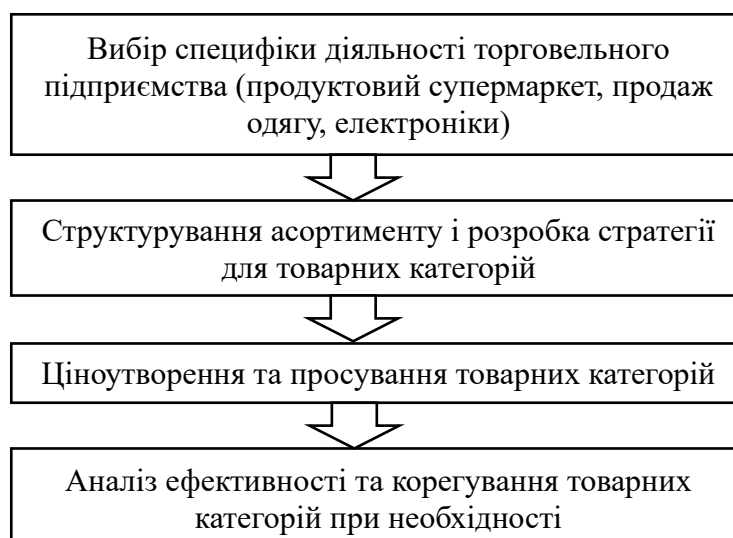 Вибір специфіки діяльності торговельного
підприємства (продуктовий супермаркет, продаж
одягу, електроніки)
Структурування асортименту і розробка стратегії
для товарних категорій
Ціноутворення та просування товарних категорій
Аналіз ефективності та корегування товарних
категорій при необхідності